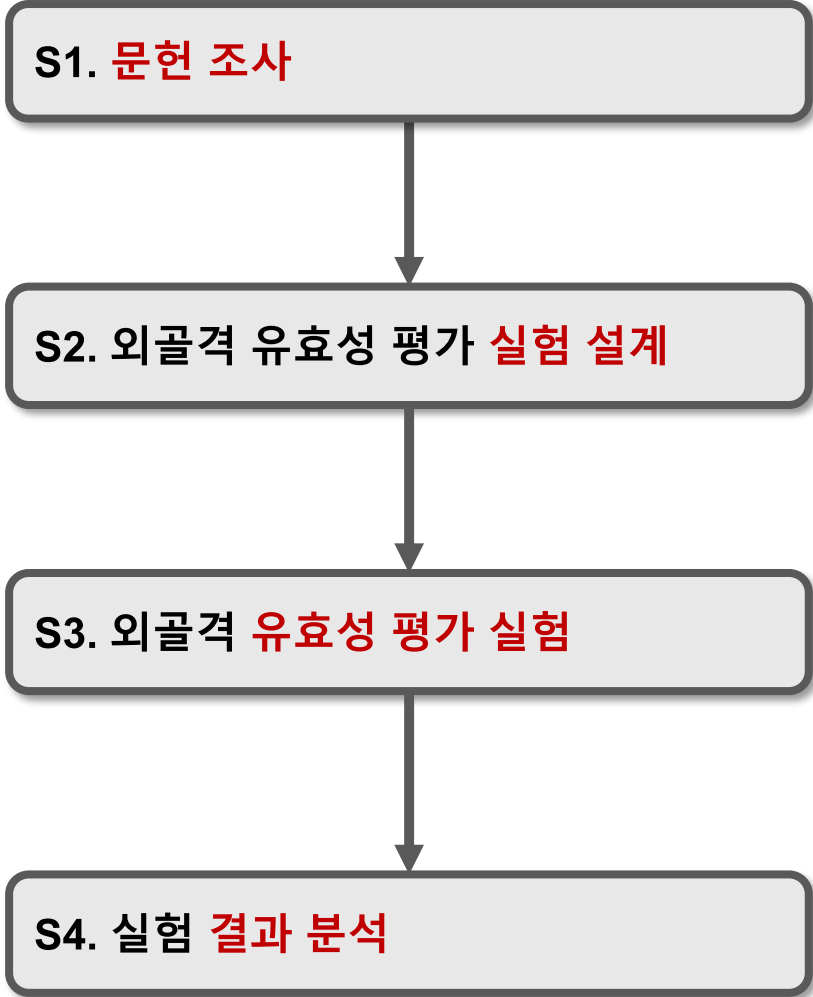 S1. 문헌 조사
S2. 외골격 유효성 평가 실험 설계
S3. 외골격 유효성 평가 실험
S4. 실험 결과 분석